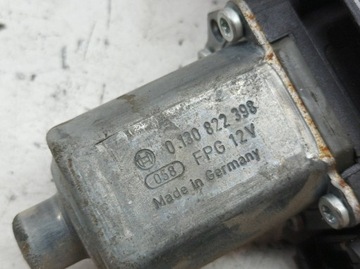 0 130 822 398
058 FPG 12V
Made in Germany